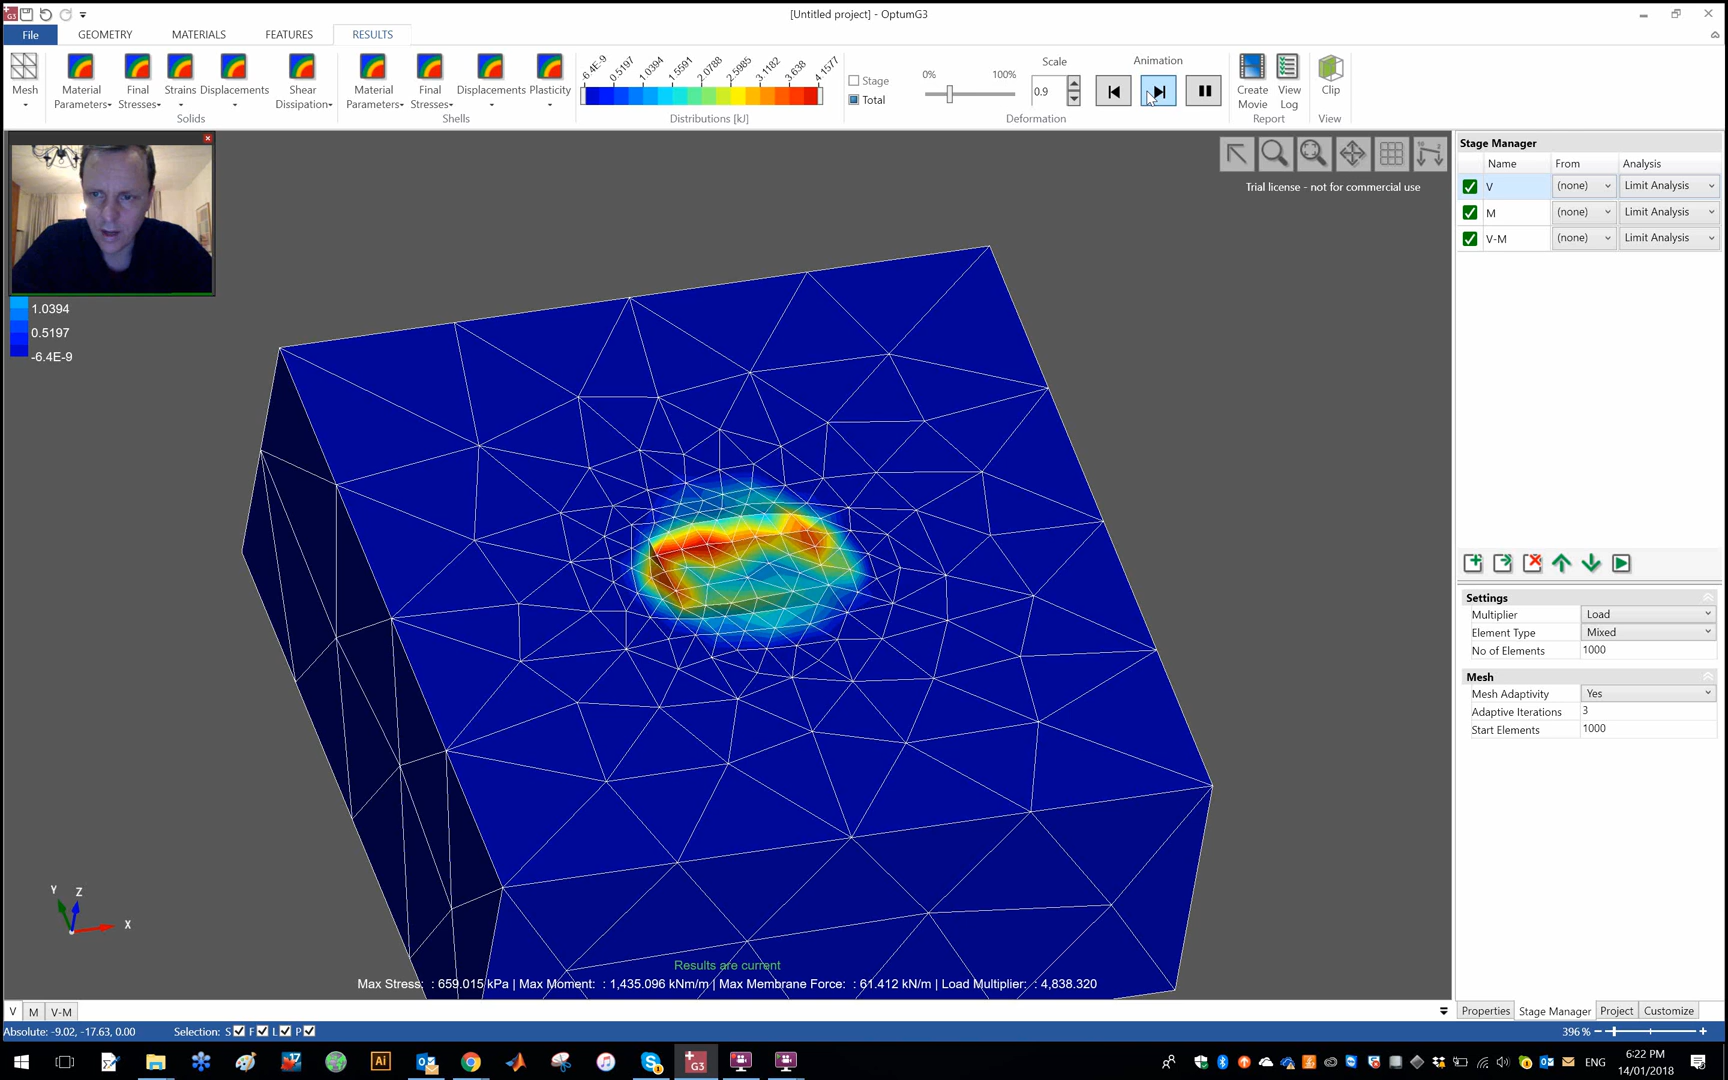 [Untitled project] - OptumG3
File GEOMETRY MATERIALS FEATURES RESULTS
Mesh
Material Parameters
Final Stresses
Strains
Displacements
Shear Dissipation
Solids
Material Parameters
Final Stresses
Displacements
Plasticity
Shells
-6.4E-9 0.5197 1.0394 1.5591 2.0788 2.5985 3.1182 3.638 4.1577
Distributions [kJ]
Stage
Total
0% 100%
Scale
0.9
Animation
Deformation
Create Movie
View Log
Report
Clip
View
Trial license - not for commercial use
1.0394
0.5197
-6.4E-9
Y Z X
Results are current
Max Stress: : 659.015 kPa | Max Moment: : 1,435.096 kNm/m | Max Membrane Force: : 61.412 kN/m | Load Multiplier: : 4,838.320
Stage Manager
Name From Analysis
V (none) Limit Analysis
M (none) Limit Analysis
V-M (none) Limit Analysis
Settings
Multiplier Load
Element Type Mixed
No of Elements 1000
Mesh
Mesh Adaptivity Yes
Adaptive Iterations 3
Start Elements 1000
V M V-M
Properties Stage Manager Project Customize
Absolute: -9.02, -17.63, 0.00 Selection: S F L P
396 %
G3
Ai
17
ENG
6:22 PM
14/01/2018